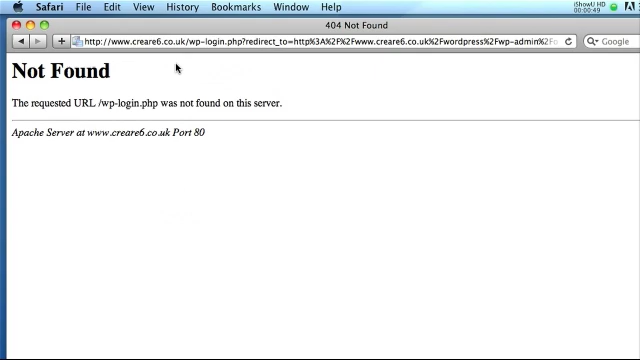 Safari File Edit View History Bookmarks Window Help
iShowU HD
00:00:49
404 Not Found
http://www.creare6.co.uk/wp-login.php?redirect_to=http%3A%2F%2Fwww.creare6.co.uk%2Fwordpress%2Fwp-admin%2F
Google
Not Found
The requested URL /wp-login.php was not found on this server.
Apache Server at www.creare6.co.uk Port 80